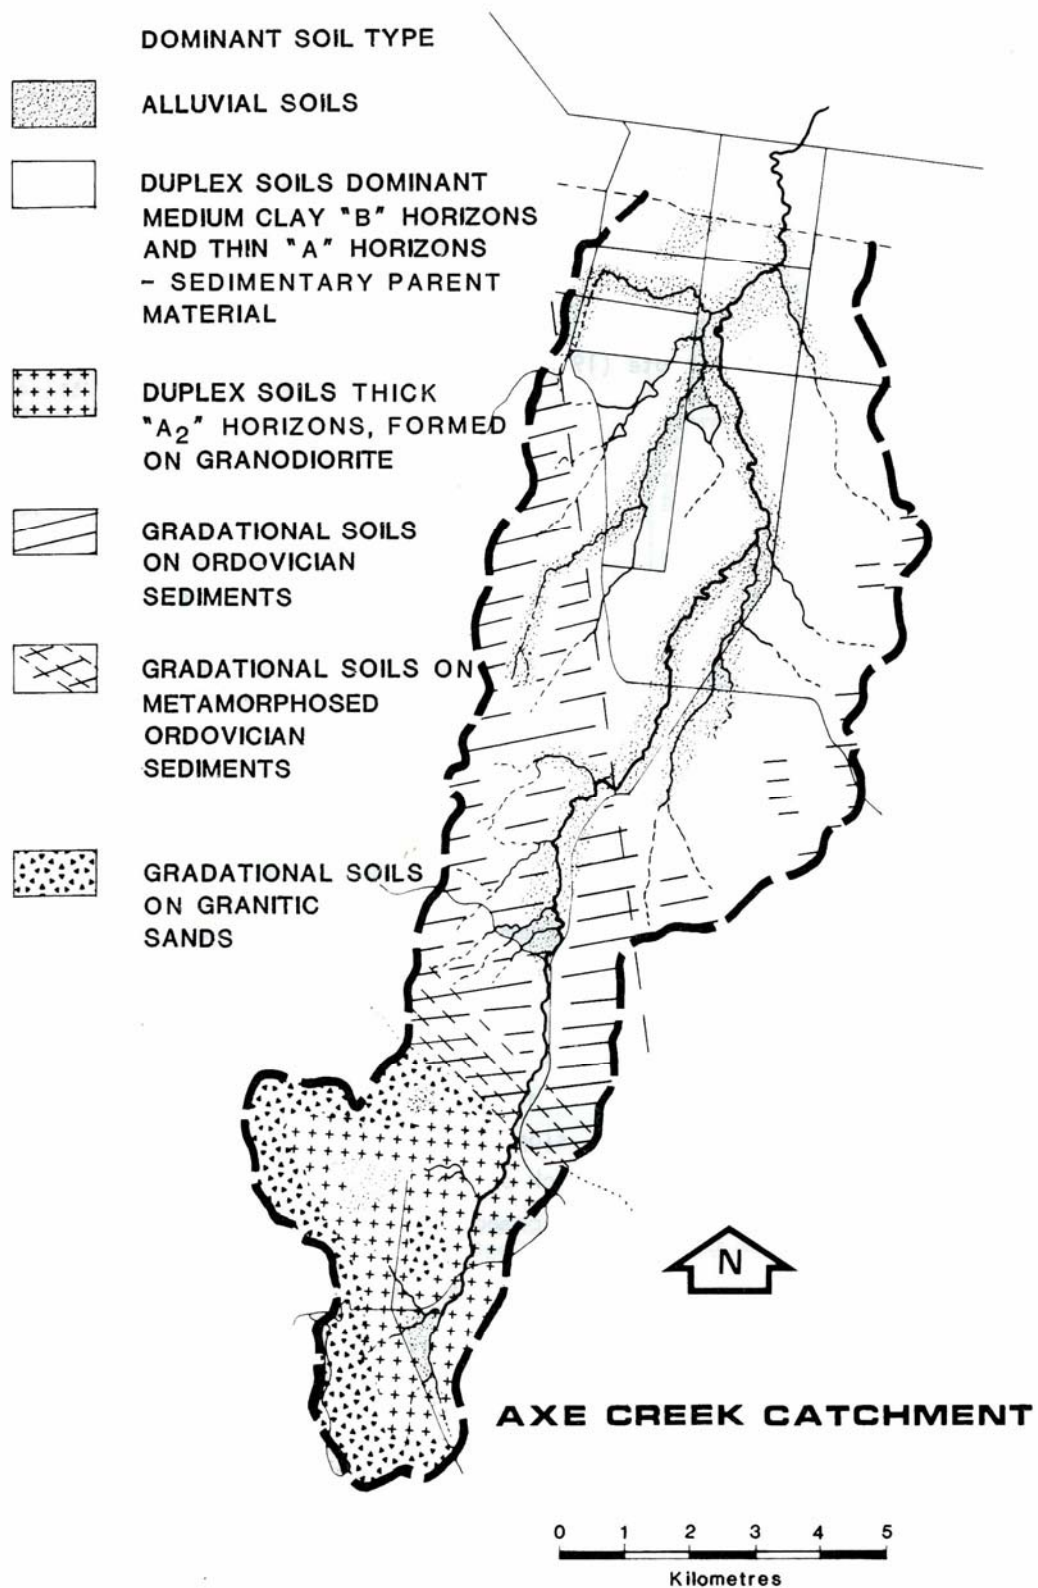 DOMINANT SOIL TYPE
ALLUVIAL SOILS
DUPLEX SOILS DOMINANT
MEDIUM CLAY "B" HORIZONS
AND THIN "A" HORIZONS
- SEDIMENTARY PARENT
MATERIAL
DUPLEX SOILS THICK
"A2" HORIZONS, FORMED
ON GRANODIORITE
GRADATIONAL SOILS
ON ORDOVICIAN
SEDIMENTS
GRADATIONAL SOILS ON
METAMORPHOSED
ORDOVICIAN
SEDIMENTS
GRADATIONAL SOILS
ON GRANITIC
SANDS
N
AXE CREEK CATCHMENT
0 1 2 3 4 5
Kilometres